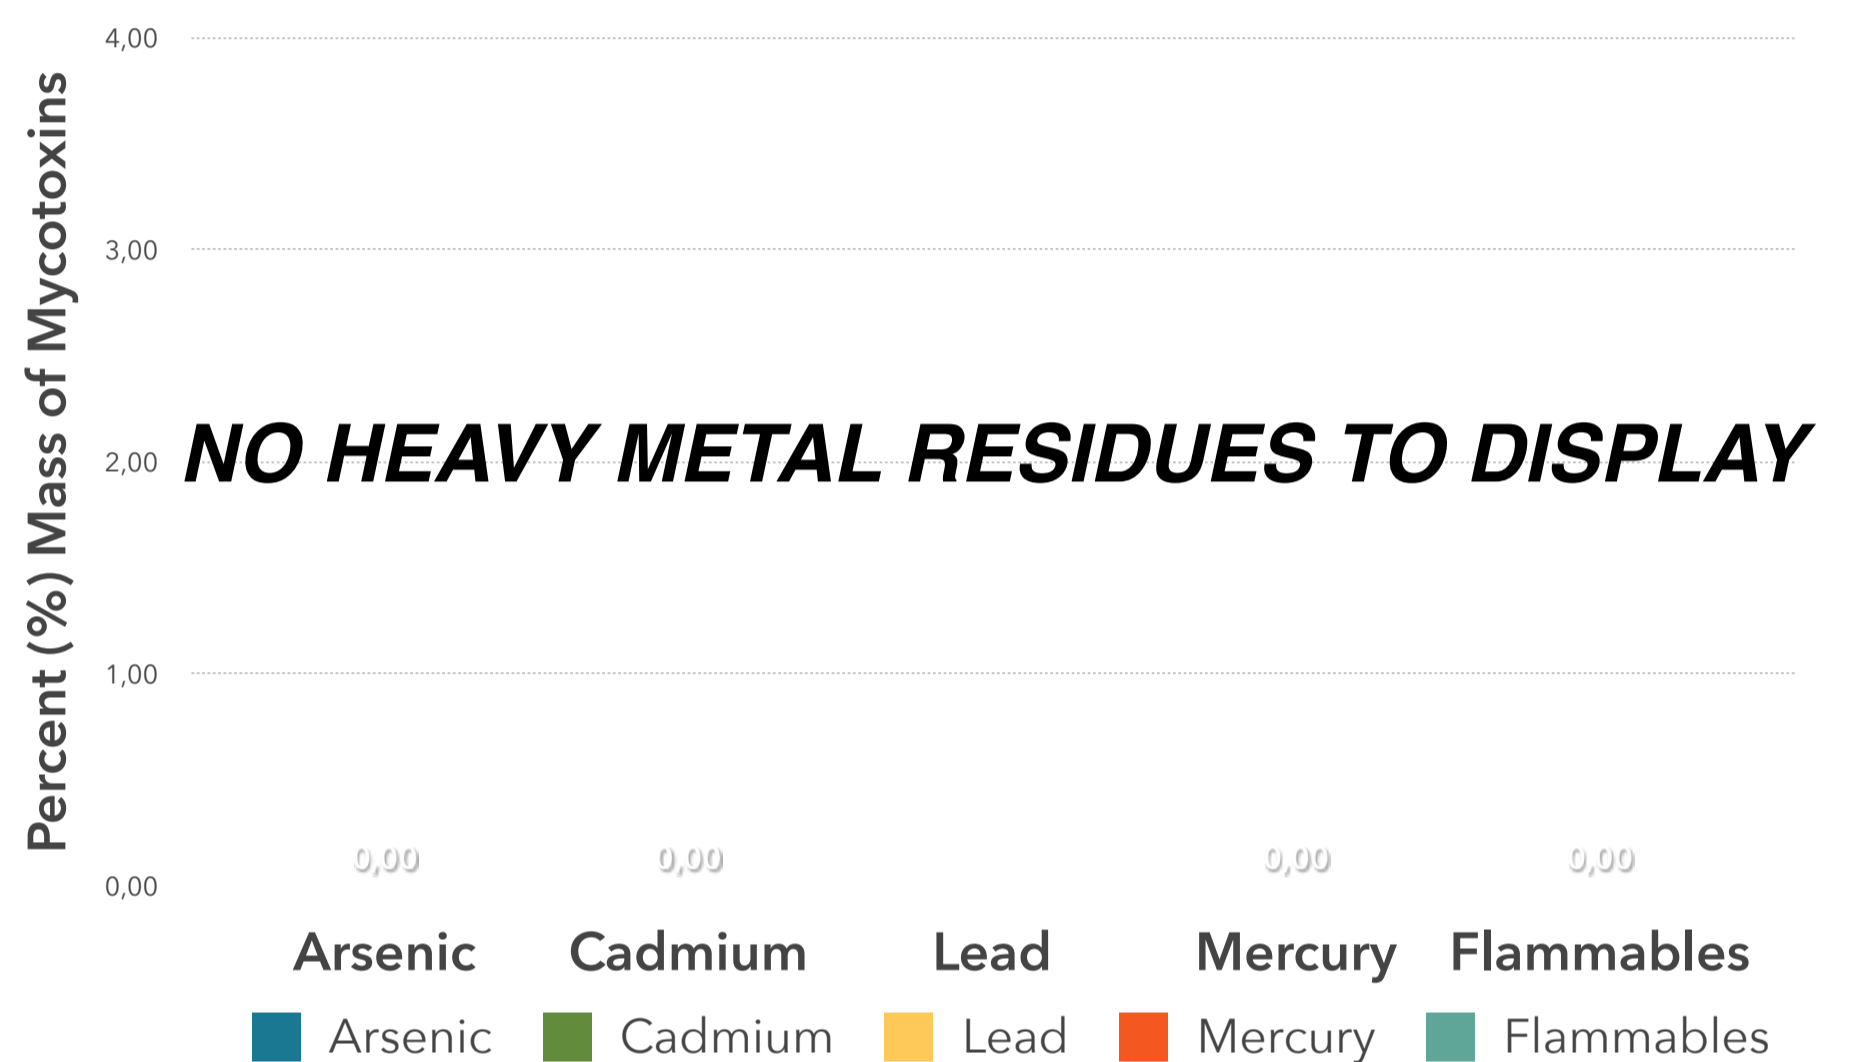 Percent (%) Mass of Mycotoxins
4,00
3,00
2,00
1,00
0,00
NO HEAVY METAL RESIDUES TO DISPLAY
0,00 0,00 0,00 0,00
Arsenic Cadmium Lead Mercury Flammables
Arsenic Cadmium Lead Mercury Flammables